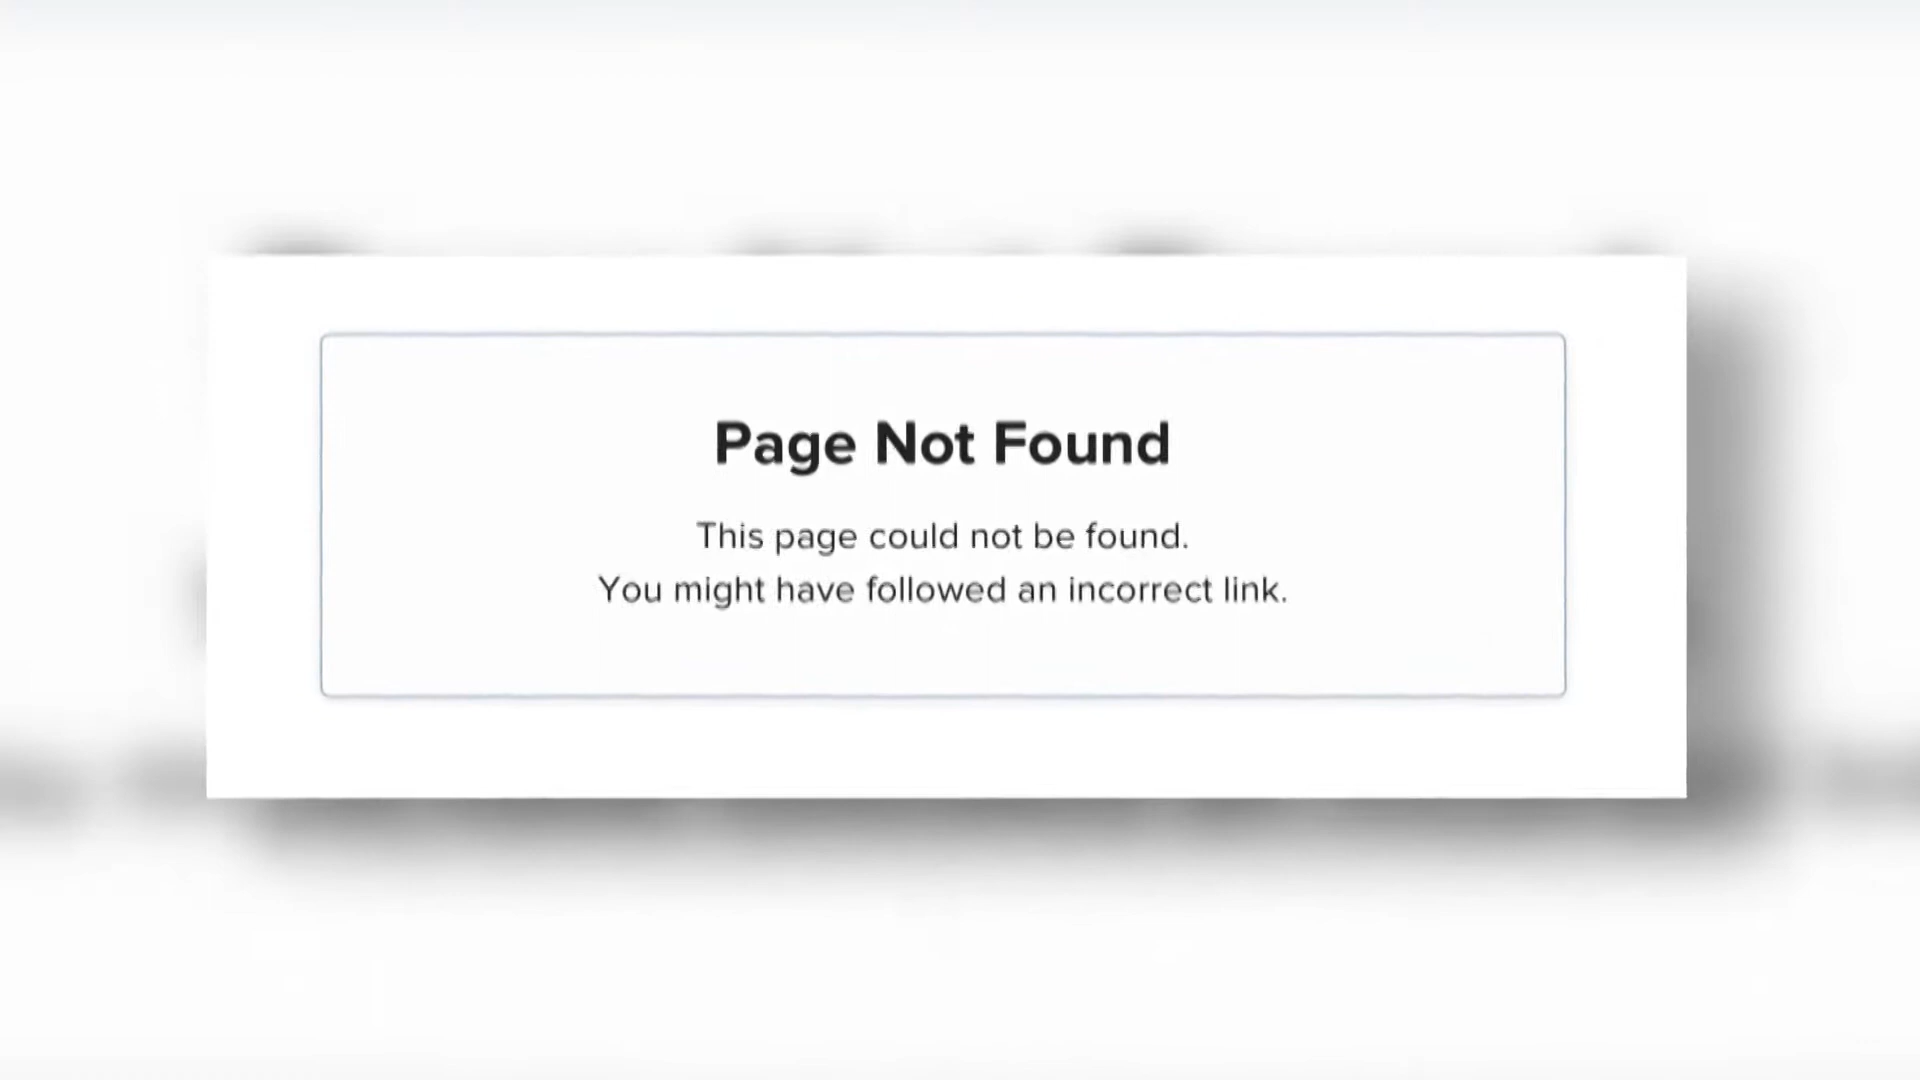 Page Not Found
This page could not be found.
You might have followed an incorrect link.